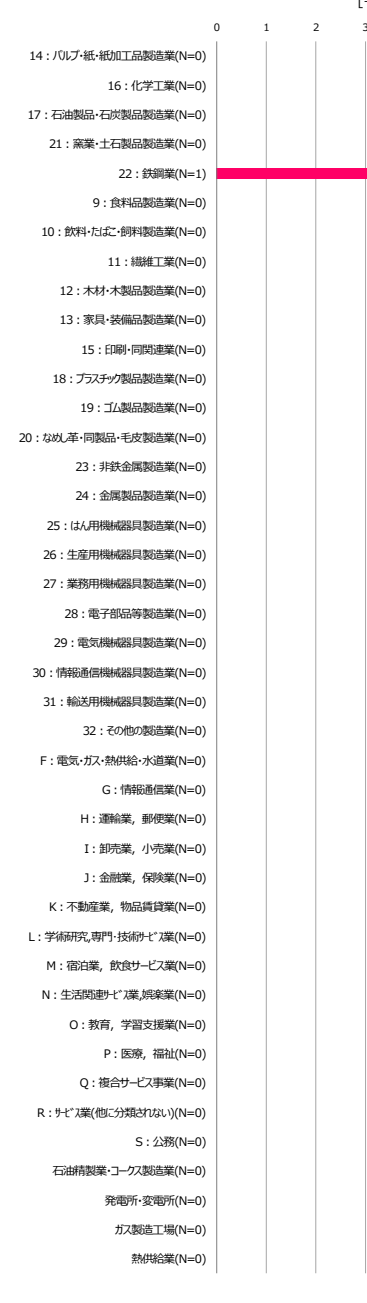 0 1 2 3
14：パルプ・紙・紙加工品製造業(N=0)
16：化学工業(N=0)
17：石油製品・石炭製品製造業(N=0)
21：窯業・土石製品製造業(N=0)
22：鉄鋼業(N=1)
9：食料品製造業(N=0)
10：飲料・たばこ・飼料製造業(N=0)
11：繊維工業(N=0)
12：木材・木製品製造業(N=0)
13：家具・装備品製造業(N=0)
15：印刷・同関連業(N=0)
18：プラスチック製品製造業(N=0)
19：ゴム製品製造業(N=0)
20：なめし革・同製品・毛皮製造業(N=0)
23：非鉄金属製造業(N=0)
24：金属製品製造業(N=0)
25：はん用機械器具製造業(N=0)
26：生産用機械器具製造業(N=0)
27：業務用機械器具製造業(N=0)
28：電子部品等製造業(N=0)
29：電気機械器具製造業(N=0)
30：情報通信機械器具製造業(N=0)
31：輸送用機械器具製造業(N=0)
32：その他の製造業(N=0)
F：電気・ガス・熱供給・水道業(N=0)
G：情報通信業(N=0)
H：運輸業，郵便業(N=0)
I：卸売業，小売業(N=0)
J：金融業，保険業(N=0)
K：不動産業，物品賃貸業(N=0)
L：学術研究,専門・技術ｻｰﾋﾞｽ業(N=0)
M：宿泊業，飲食サービス業(N=0)
N：生活関連ｻｰﾋﾞｽ業,娯楽業(N=0)
O：教育，学習支援業(N=0)
P：医療，福祉(N=0)
Q：複合サービス事業(N=0)
R：ｻｰﾋﾞｽ業(他に分類されない)(N=0)
S：公務(N=0)
石油精製業・コークス製造業(N=0)
発電所・変電所(N=0)
ガス製造工場(N=0)
熱供給業(N=0)